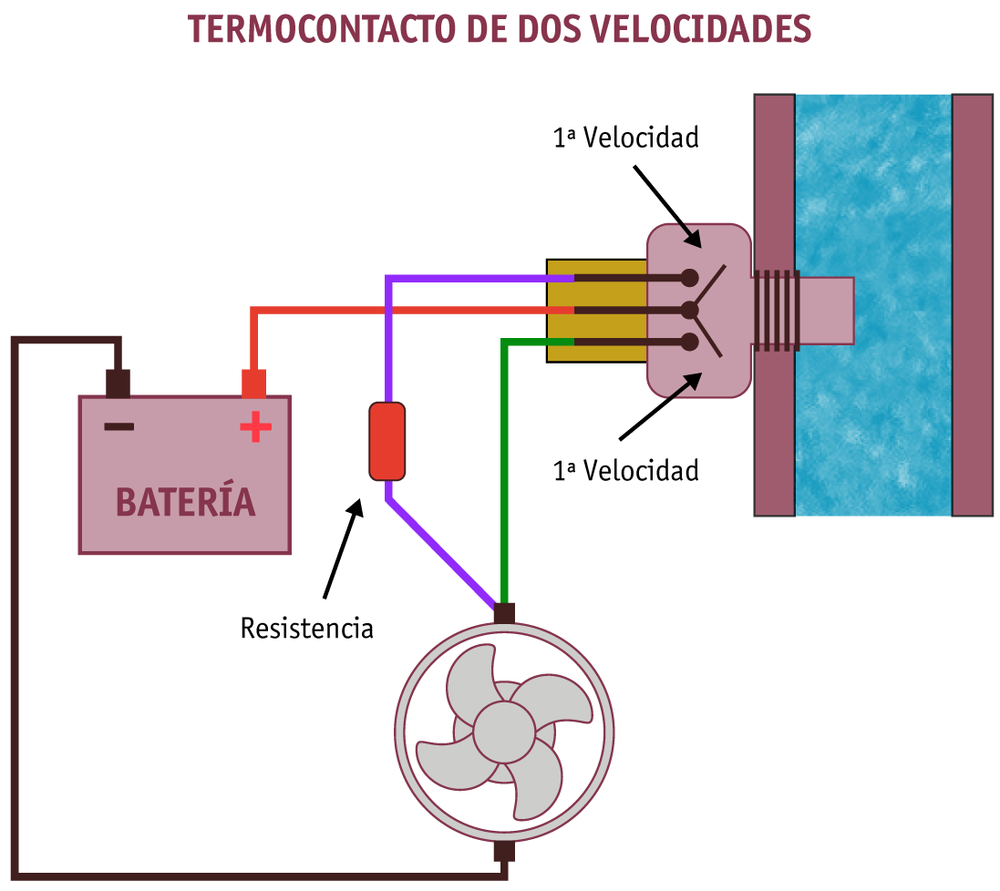 TERMOCONTACTO DE DOS VELOCIDADES
1ª Velocidad
− +
BATERÍA
1ª Velocidad
Resistencia